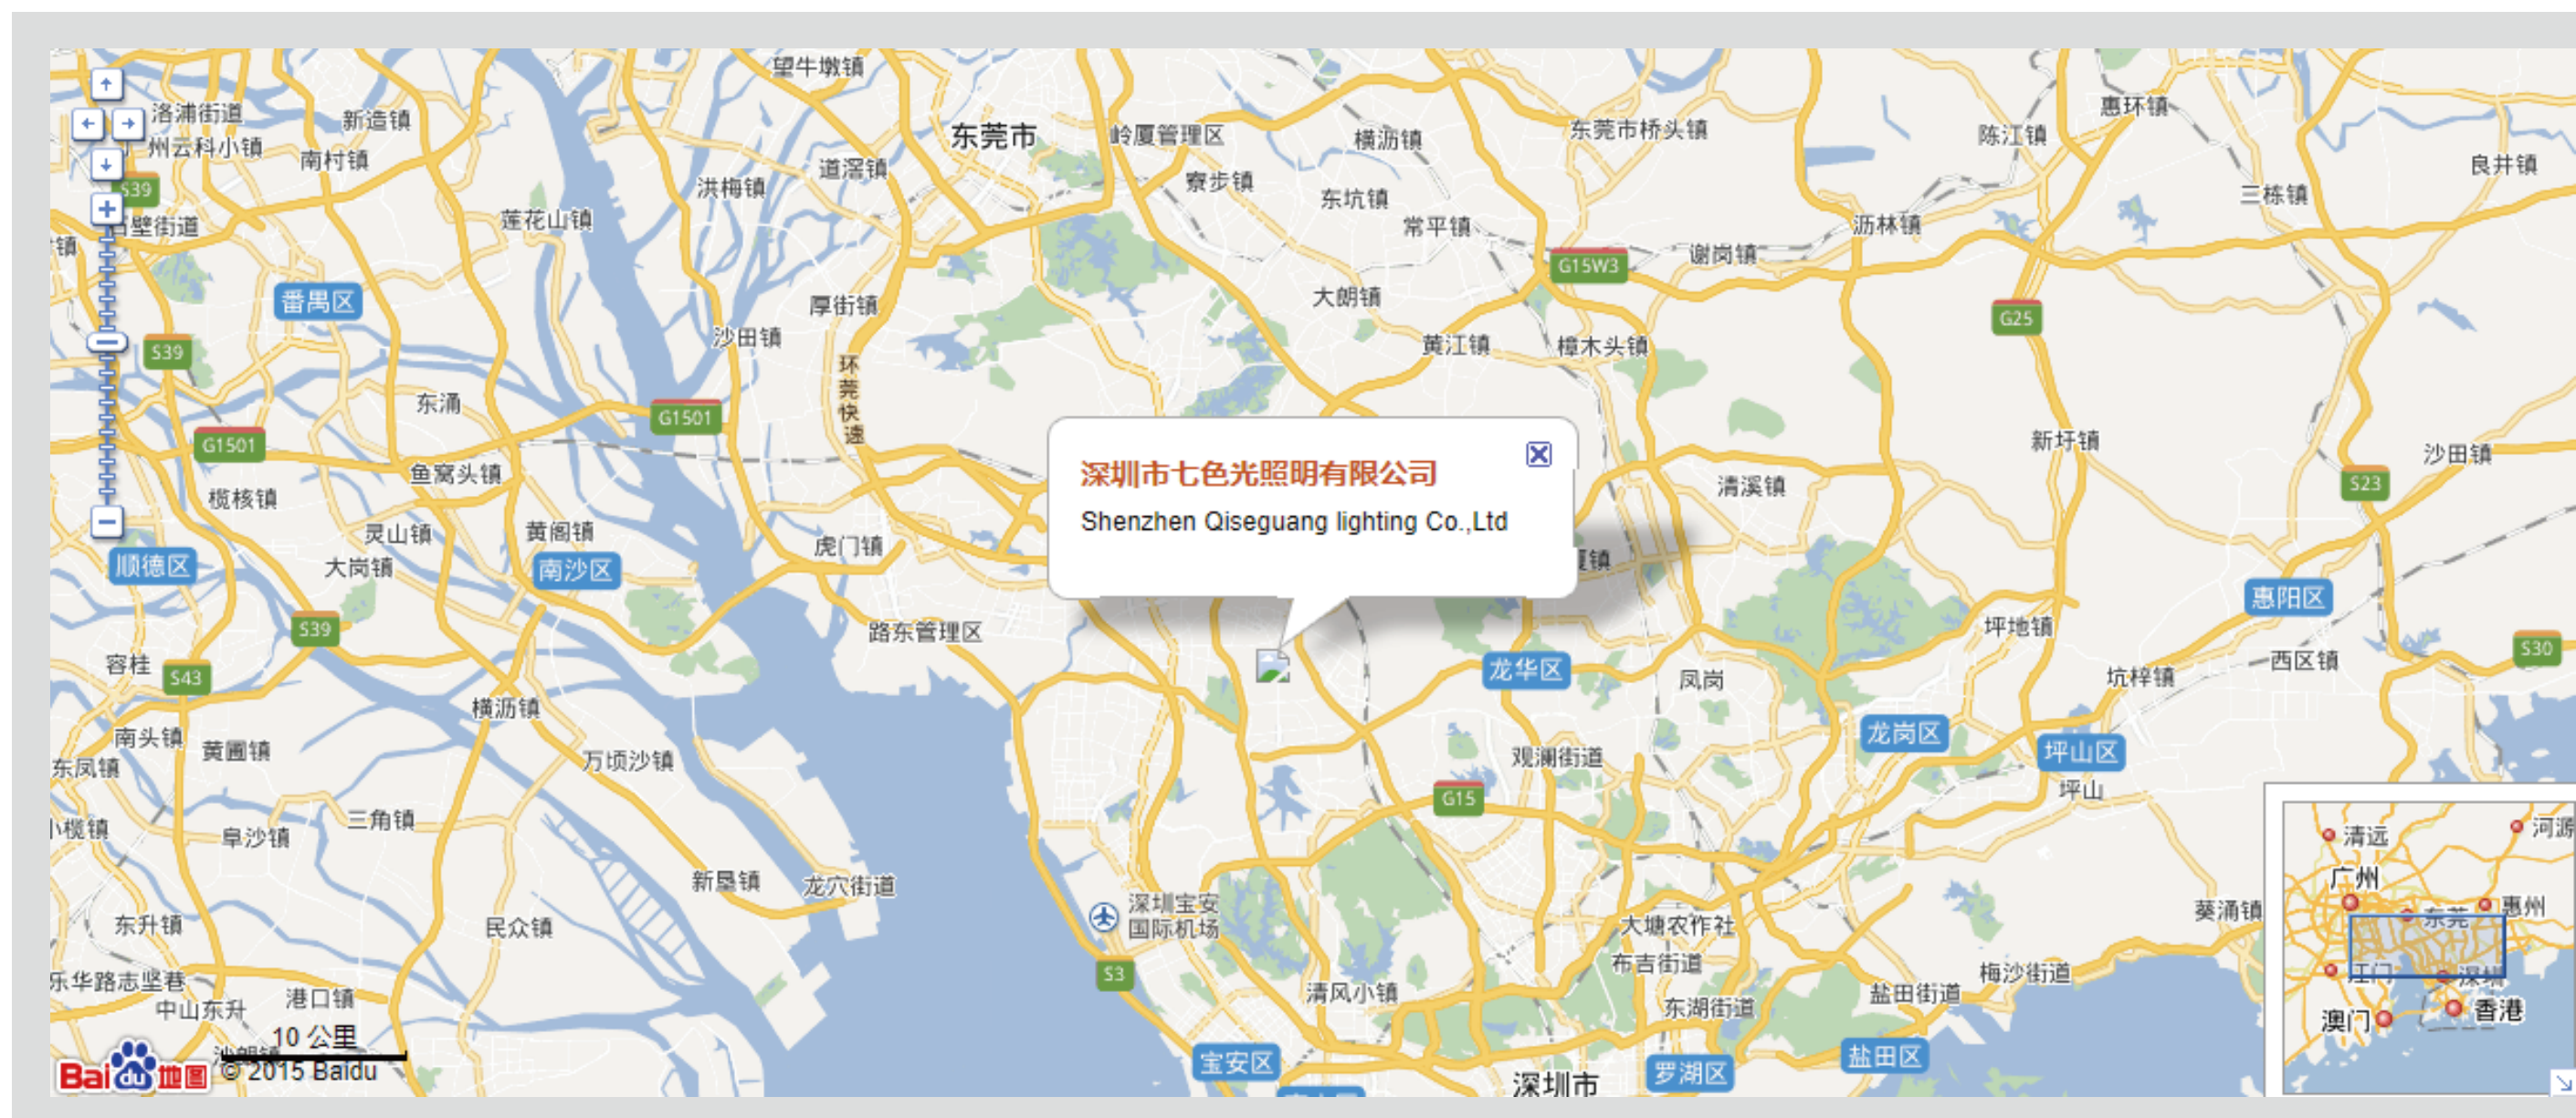 望牛墩镇
洛浦街道
新造镇
惠环镇
东莞市
岭厦管理区
横沥镇
东莞市桥头镇
陈江镇
州云科小镇
南村镇
道滘镇
良井镇
S39
洪梅镇
寮步镇
东坑镇
三栋镇
莲花山镇
常平镇
沥林镇
壁街道
镇
谢岗镇
G15W3
番禺区
厚街镇
大朗镇
G25
沙田镇
黄江镇
樟木头镇
S39
环莞快速
东涌
G1501
G1501
新圩镇
沙田镇
深圳市七色光照明有限公司
Shenzhen Qiseguang lighting Co.,Ltd
鱼窝头镇
清溪镇
S23
榄核镇
灵山镇
黄阁镇
虎门镇
厦镇
顺德区
大岗镇
南沙区
惠阳区
S39
路东管理区
坪地镇
S30
容桂
S43
龙华区
凤岗
西区镇
坑梓镇
横沥镇
南头镇
黄圃镇
龙岗区
坪山区
东凤镇
万顷沙镇
观澜街道
坪山
G15
小榄镇
阜沙镇
三角镇
清远
河源
广州
新垦镇
龙穴街道
深圳宝安
国际机场
东升镇
民众镇
大塘农作社
葵涌镇
东莞
惠州
布吉街道
梅沙街道
S3
乐华路志坚巷
中山东升
港口镇
清风小镇
东湖街道
盐田街道
江门
深圳
澳门
香港
10 公里
沙朗镇
Bai du 地图
© 2015 Baidu
宝安区
深圳市
罗湖区
盐田区